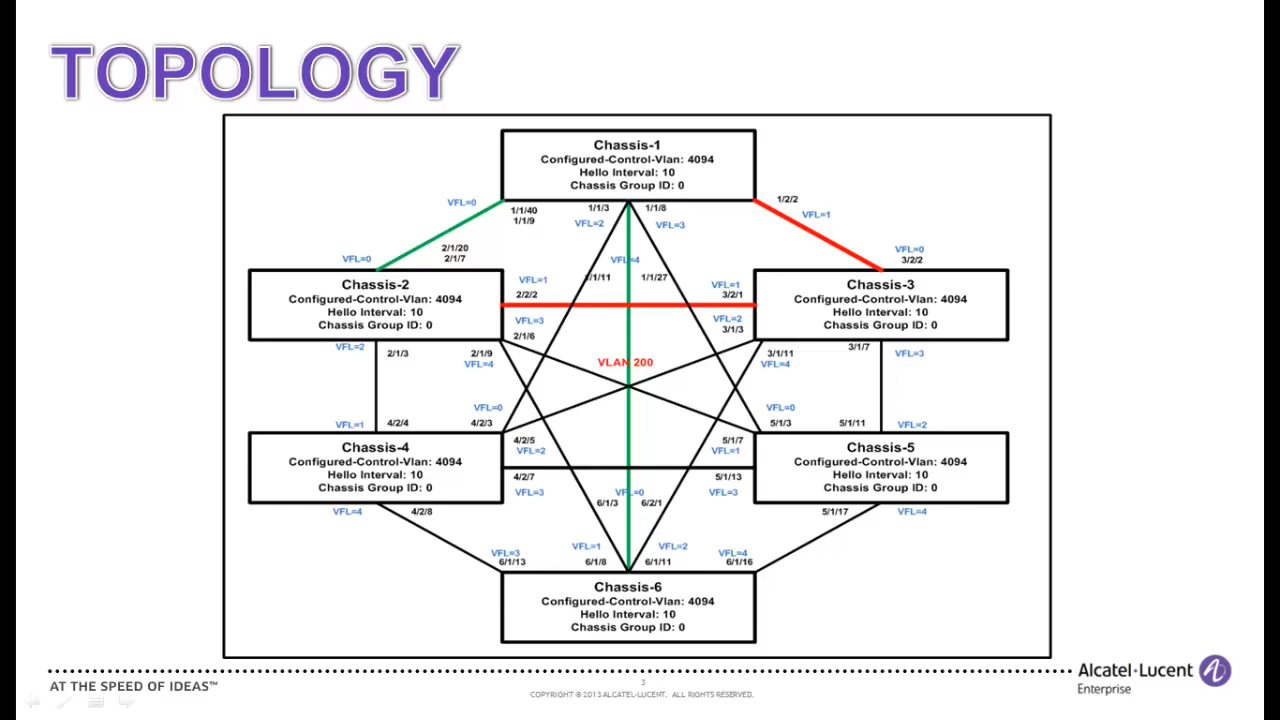 TOPOLOGY
Chassis-1
Configured-Control-Vlan: 4094
Hello Interval: 10
Chassis Group ID: 0
VFL=0
1/1/40
1/1/9
1/1/3
VFL=2
1/1/8
VFL=3
1/2/2
VFL=1
VFL=0
3/2/2
2/1/20
2/1/7
VFL=0
VFL=4
/1/11
1/1/27
Chassis-2
Configured-Control-Vlan: 4094
Hello Interval: 10
Chassis Group ID: 0
VFL=1
2/2/2
VFL=3
2/1/6
VFL=1
3/2/1
VFL=2
3/1/3
Chassis-3
Configured-Control-Vlan: 4094
Hello Interval: 10
Chassis Group ID: 0
VFL=2
2/1/3
2/1/9
VFL=4
VLAN 200
3/1/11
VFL=4
3/1/7
VFL=3
VFL=1
4/2/4
4/2/3
VFL=0
VFL=0
5/1/3
5/1/11
VFL=2
Chassis-4
Configured-Control-Vlan: 4094
Hello Interval: 10
Chassis Group ID: 0
4/2/5
VFL=2
4/2/7
VFL=3
5/1/7
VFL=1
5/1/13
VFL=3
Chassis-5
Configured-Control-Vlan: 4094
Hello Interval: 10
Chassis Group ID: 0
VFL=0
6/1/3
6/2/1
VFL=4
4/2/8
5/1/17
VFL=4
VFL=3
6/1/13
VFL=1
6/1/8
VFL=2
6/1/11
VFL=4
6/1/16
Chassis-6
Configured-Control-Vlan: 4094
Hello Interval: 10
Chassis Group ID: 0
AT THE SPEED OF IDEAS™
3
COPYRIGHT © 2013 ALCATEL-LUCENT. ALL RIGHTS RESERVED.
Alcatel·Lucent
Enterprise